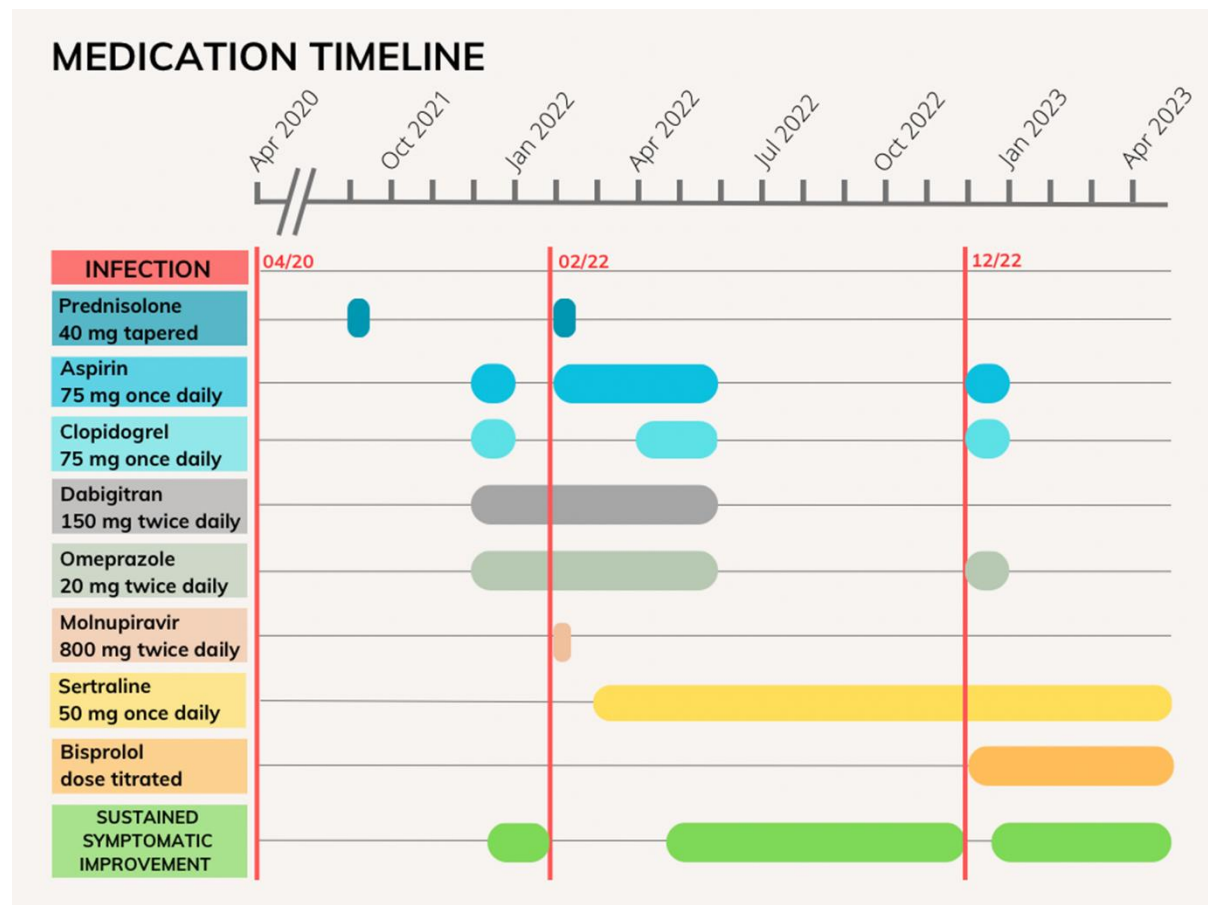 MEDICATION TIMELINE
Apr 2020
Oct 2021
Jan 2022
Apr 2022
Jul 2022
Oct 2022
Jan 2023
Apr 2023
INFECTION
04/20
02/22
12/22
Prednisolone
40 mg tapered
Aspirin
75 mg once daily
Clopidogrel
75 mg once daily
Dabigitran
150 mg twice daily
Omeprazole
20 mg twice daily
Molnupiravir
800 mg twice daily
Sertraline
50 mg once daily
Bisprolol
dose titrated
SUSTAINED
SYMPTOMATIC
IMPROVEMENT